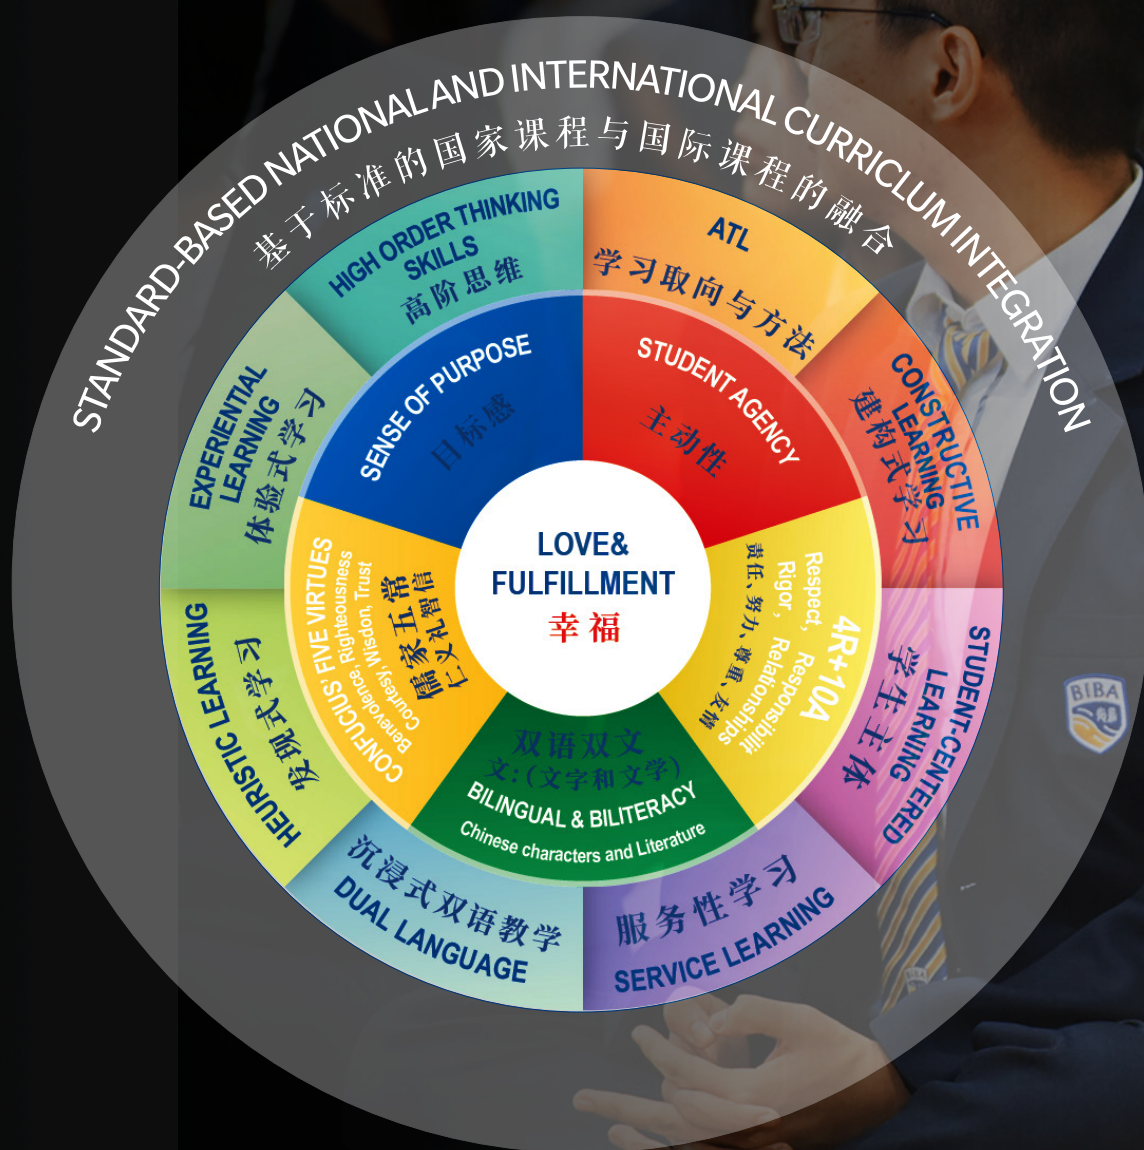 STANDARD-BASED NATIONAL AND INTERNATIONAL CURRICLUM INTEGRATION
基于标准的国家课程与国际课程的融合
HIGH ORDER THINKING
SKILLS
高阶思维
ATL
学习取向与方法
CONSTRUCTIVE
LEARNING
建构式学习
STUDENT-CENTERED
LEARNING
学生主体
服务性学习
SERVICE LEARNING
沉浸式双语教学
DUAL LANGUAGE
HEURISTIC LEARNING
发现式学习
EXPERIENTIAL
LEARNING
体验式学习
SENSE OF PURPOSE
目标感
STUDENT AGENCY
主动性
4R+10A
Respect, Responsibilit
Rigor, Relationships
责任、努力、尊重、友情
双语双文
文:(文字和文学)
BILINGUAL & BILITERACY
Chinese characters and Literature
CONFUCIUS' FIVE VIRTUES
Benevolence, Righteousness
Courtesy, Wisdon, Trust
儒家五常
仁义礼智信
LOVE&
FULFILLMENT
幸福
BIBA
BIBA